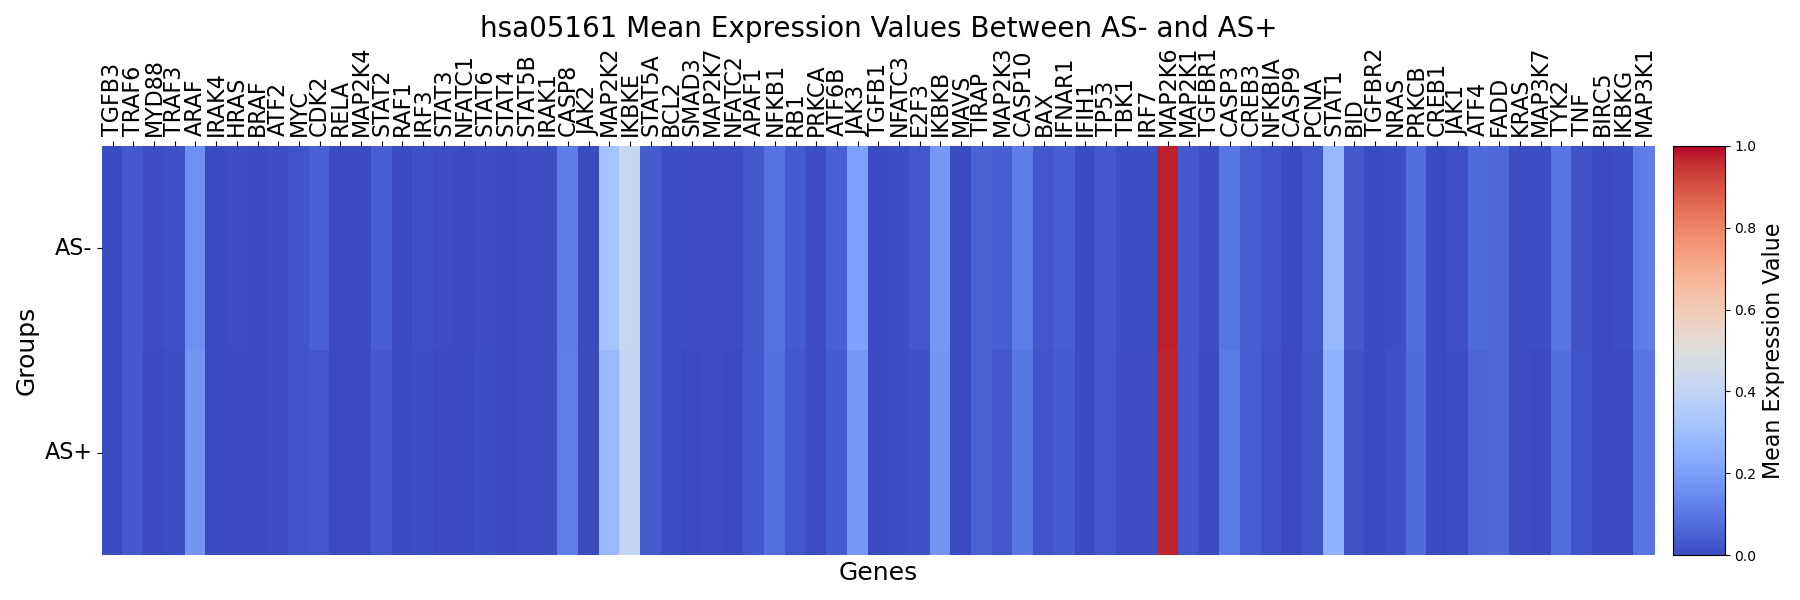 hsa05161 Mean Expression Values Between AS- and AS+
TGFB3
TRAF6
MYD88
TRAF3
ARAF
IRAK4
HRAS
BRAF
ATF2
MYC
CDK2
RELA
MAP2K4
STAT2
RAF1
IRF3
STAT3
NFATC1
STAT6
STAT4
STAT5B
IRAK1
CASP8
JAK2
MAP2K2
IKBKE
STAT5A
BCL2
SMAD3
MAP2K7
NFATC2
APAF1
NFKB1
RB1
PRKCA
ATF6B
JAK3
TGFB1
NFATC3
E2F3
IKBKB
MAVS
TIRAP
MAP2K3
CASP10
BAX
IFNAR1
IFIH1
TP53
TBK1
IRF7
MAP2K6
MAP2K1
TGFBR1
CASP3
CREB3
NFKBIA
CASP9
PCNA
STAT1
BID
TGFBR2
NRAS
PRKCB
CREB1
JAK1
ATF4
FADD
KRAS
MAP3K7
TYK2
TNF
BIRC5
IKBKG
MAP3K1
Groups
AS-
AS+
Genes
1.0
0.8
0.6
0.4
0.2
0.0
Mean Expression Value